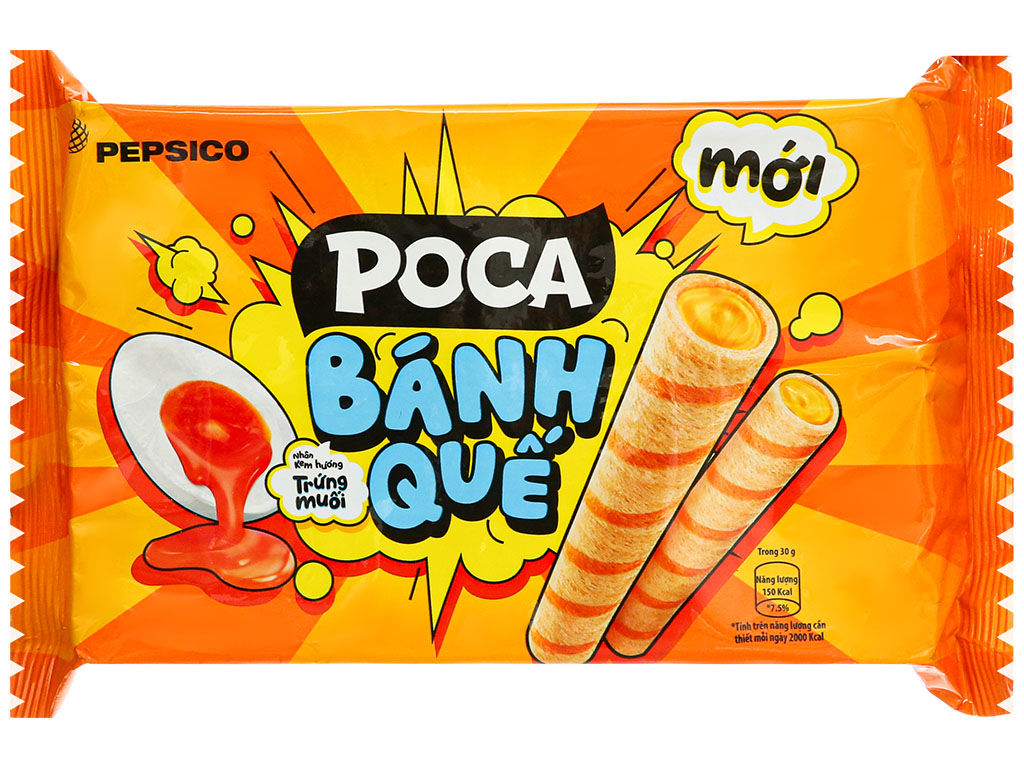 PEPSICO
mới
POCA
BÁNH
QUẾ
Nhân
Kem hương
Trứng
muối
Trong 30 g
Năng lượng
150 Kcal
*7.5%
*Tính trên năng lượng cần
thiết mỗi ngày 2000 Kcal